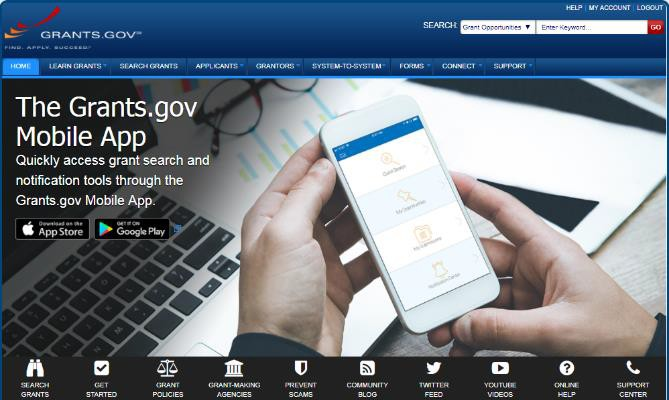 HELP | MY ACCOUNT | LOGOUT
GRANTS.GOV℠
FIND. APPLY. SUCCEED.℠
SEARCH: Grant Opportunities ▼ Enter Keyword... GO
HOME LEARN GRANTS SEARCH GRANTS APPLICANTS GRANTORS SYSTEM-TO-SYSTEM FORMS CONNECT SUPPORT
The Grants.gov
Mobile App
Quickly access grant search and
notification tools through the
Grants.gov Mobile App.
Download on the
App Store
GET IT ON
Google Play
Quick Search
My Opportunities
My Submissions
Notification Center
SEARCH
GRANTS
GET
STARTED
GRANT
POLICIES
GRANT-MAKING
AGENCIES
PREVENT
SCAMS
COMMUNITY
BLOG
TWITTER
FEED
YOUTUBE
VIDEOS
ONLINE
HELP
SUPPORT
CENTER